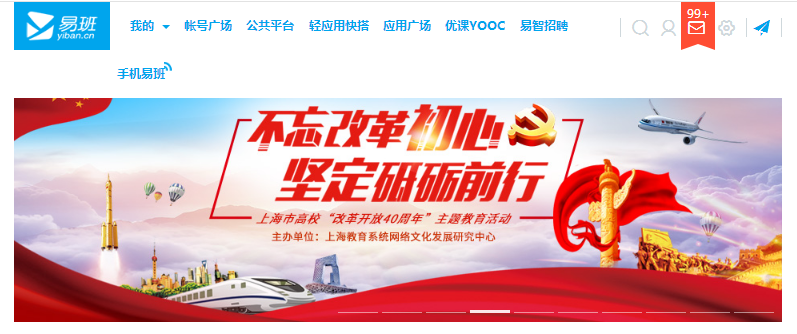 易班
yiban.cn
我的 帐号广场 公共平台 轻应用快搭 应用广场 优课YOOC 易智招聘
99+
手机易班
不忘改革初心
坚定砥砺前行
上海市高校“改革开放40周年”主题教育活动
主办单位：上海教育系统网络文化发展研究中心